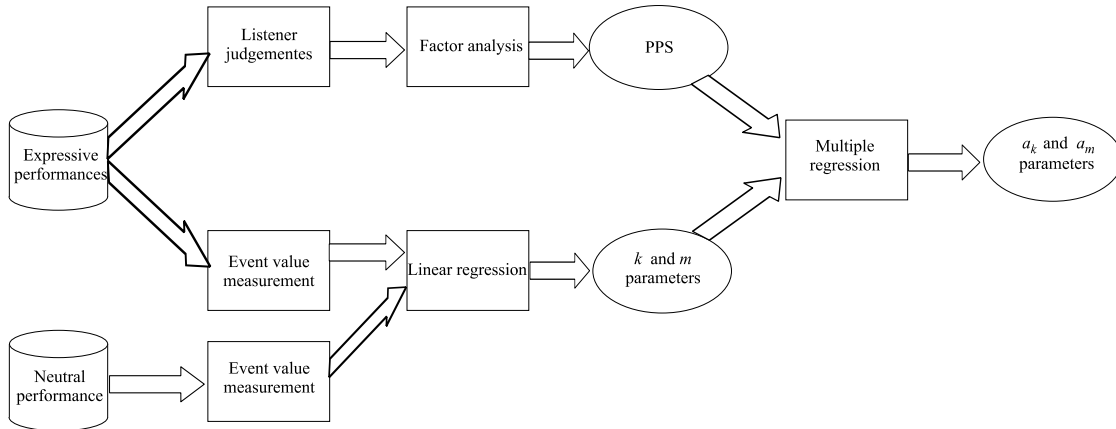 Listener
judgementes
Factor analysis
PPS
Expressive
performances
Multiple
regression
a_k and a_m
parameters
Event value
measurement
Linear regression
k and m
parameters
Neutral
performance
Event value
measurement